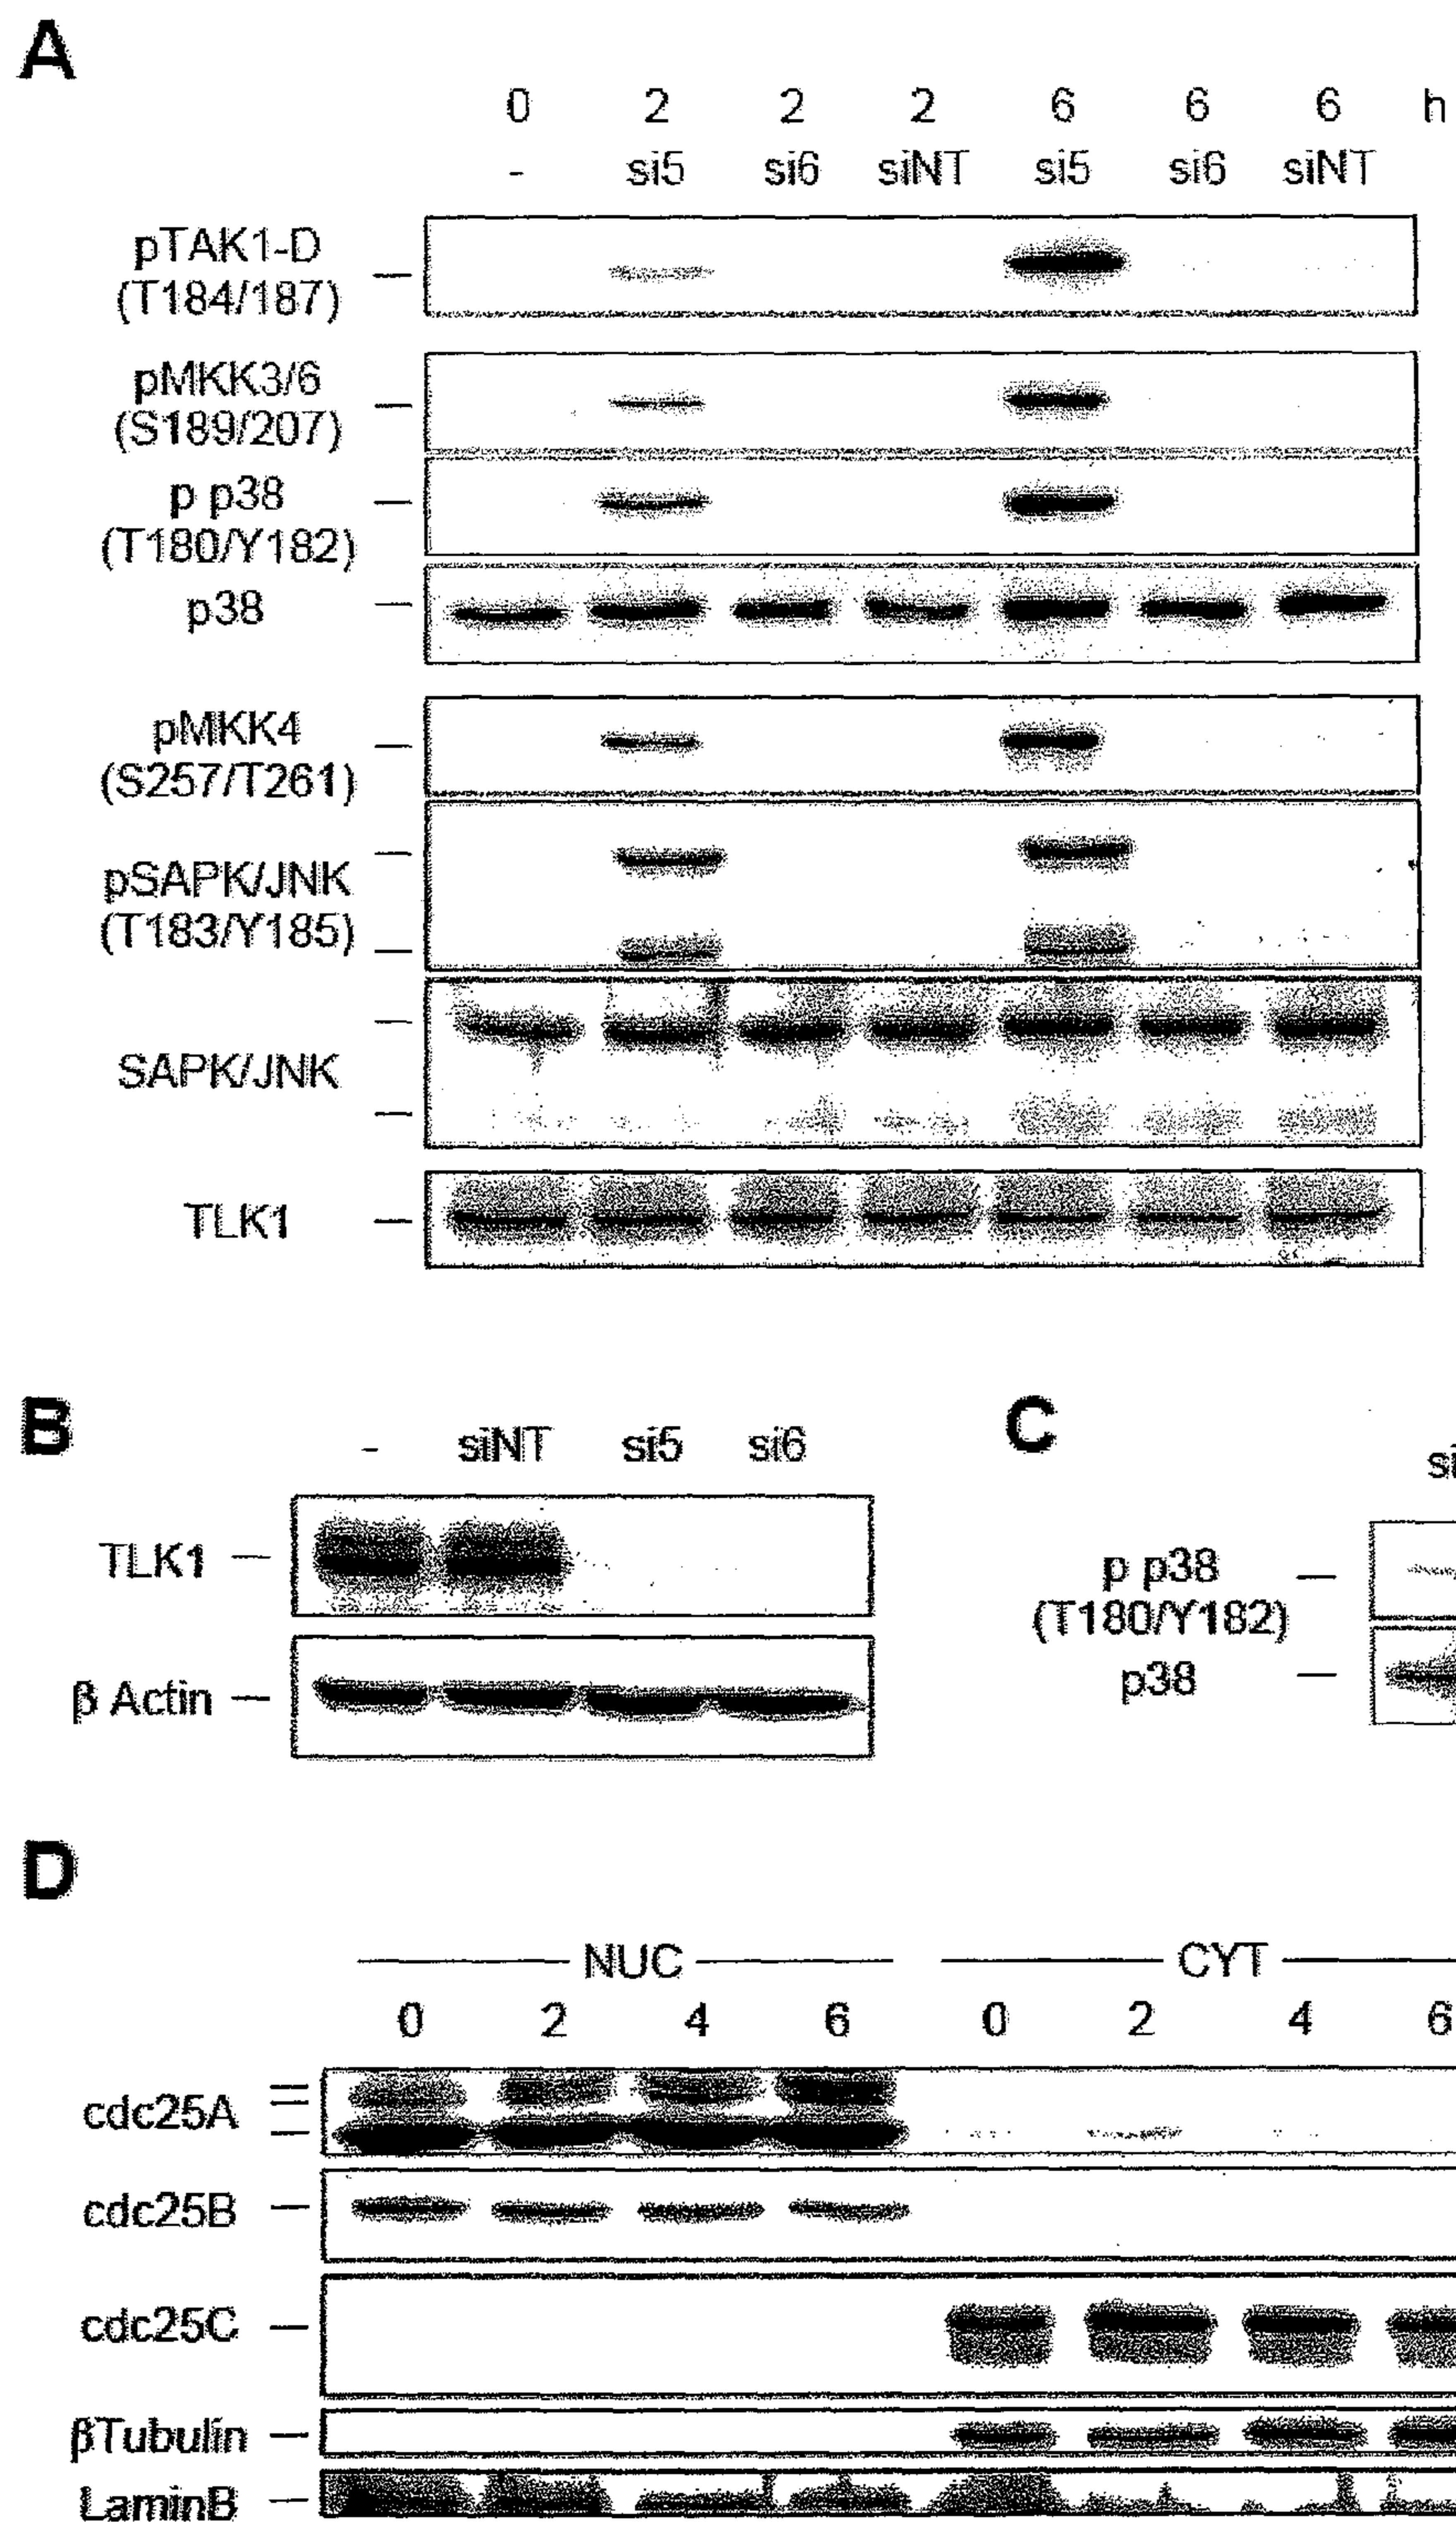 A
0 2 2 2 6 6 6 h
- si5 si6 siNT si5 si6 siNT
pTAK1-D
(T184/187)
pMKK3/6
(S189/207)
p p38
(T180/Y182)
p38
pMKK4
(S257/T261)
pSAPK/JNK
(T183/Y185)
SAPK/JNK
TLK1
B
- siNT si5 si6
TLK1
β Actin
C
si
p p38
(T180/Y182)
p38
D
NUC CYT
0 2 4 6 0 2 4 6
cdc25A
cdc25B
cdc25C
βTubulin
LaminB